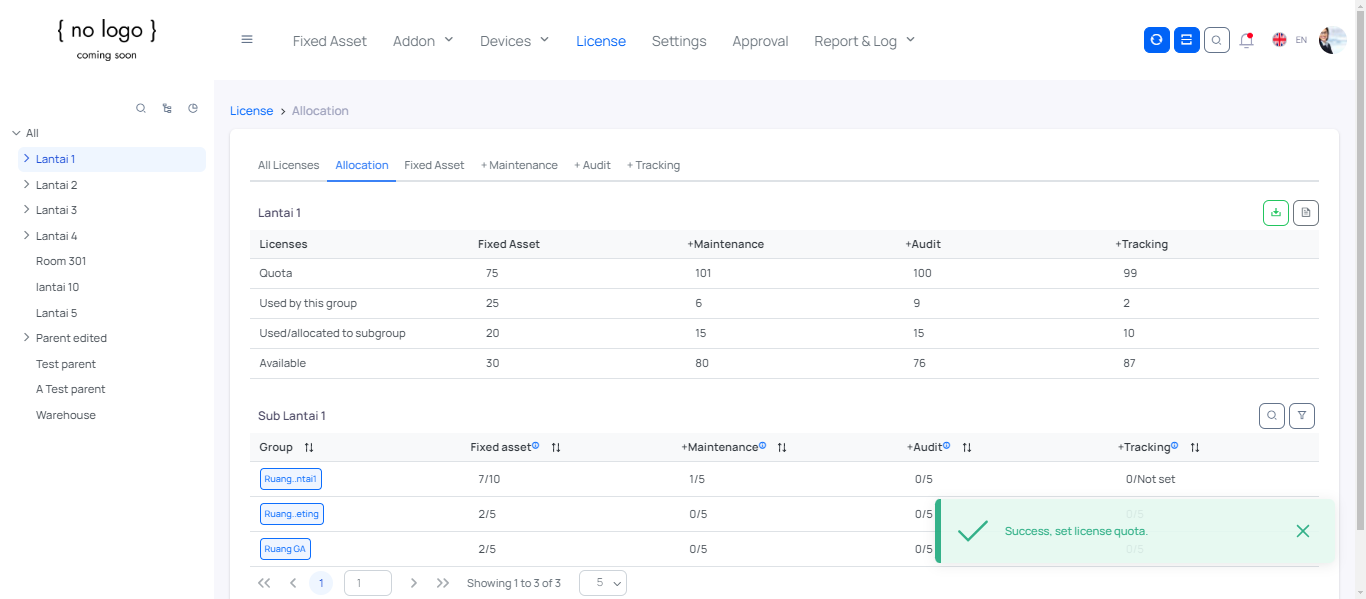 { no logo }
coming soon
Fixed Asset Addon Devices License Settings Approval Report & Log EN
All
Lantai 1
Lantai 2
Lantai 3
Lantai 4
Room 301
lantai 10
Lantai 5
Parent edited
Test parent
A Test parent
Warehouse
License > Allocation
All Licenses Allocation Fixed Asset + Maintenance + Audit + Tracking
Lantai 1
Licenses Fixed Asset +Maintenance +Audit +Tracking
Quota 75 101 100 99
Used by this group 25 6 9 2
Used/allocated to subgroup 20 15 15 10
Available 30 80 76 87
Sub Lantai 1
Group Fixed asset +Maintenance +Audit +Tracking
Ruang..ntai1 7/10 1/5 0/5 0/Not set
Ruang..eting 2/5 0/5 0/5 0/5
Ruang GA 2/5 0/5 0/5 0/5
Success, set license quota.
1 1 Showing 1 to 3 of 3 5